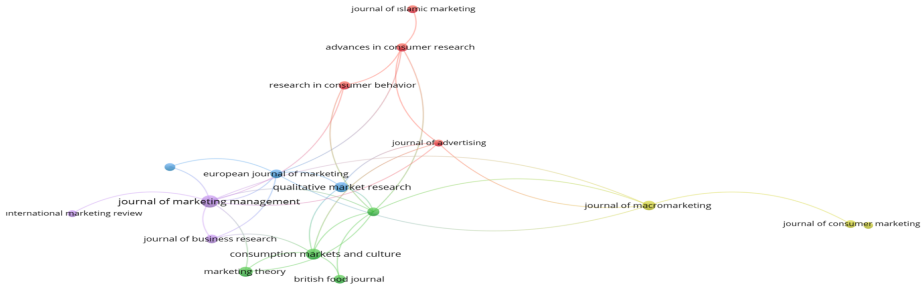 journal of islamic marketing
advances in consumer research
research in consumer behavior
journal of advertising
european journal of marketing
qualitative market research
journal of marketing management
international marketing review
journal of macromarketing
journal of consumer marketing
journal of business research
consumption markets and culture
marketing theory
british food journal